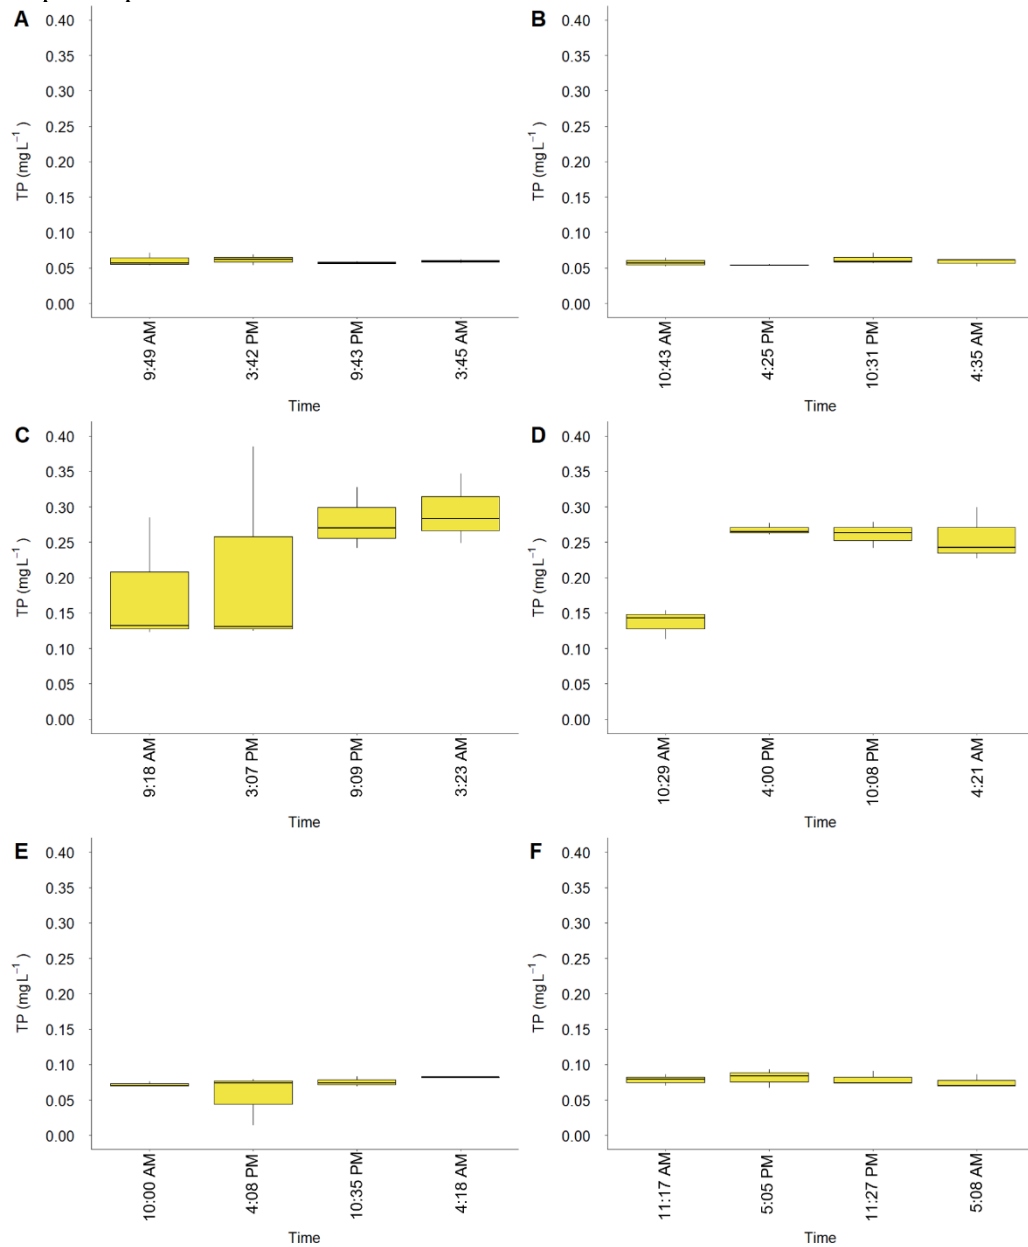 A
0.40
0.35
0.30
0.25
0.20
0.15
0.10
0.05
0.00
TP (mg L−1)
9:49 AM
3:42 PM
9:43 PM
3:45 AM
Time
B
0.40
0.35
0.30
0.25
0.20
0.15
0.10
0.05
0.00
TP (mg L−1)
10:43 AM
4:25 PM
10:31 PM
4:35 AM
Time
C
0.40
0.35
0.30
0.25
0.20
0.15
0.10
0.05
0.00
TP (mg L−1)
9:18 AM
3:07 PM
9:09 PM
3:23 AM
Time
D
0.40
0.35
0.30
0.25
0.20
0.15
0.10
0.05
0.00
TP (mg L−1)
10:29 AM
4:00 PM
10:08 PM
4:21 AM
Time
E
0.40
0.35
0.30
0.25
0.20
0.15
0.10
0.05
0.00
TP (mg L−1)
10:00 AM
4:08 PM
10:35 PM
4:18 AM
Time
F
0.40
0.35
0.30
0.25
0.20
0.15
0.10
0.05
0.00
TP (mg L−1)
11:17 AM
5:05 PM
11:27 PM
5:08 AM
Time